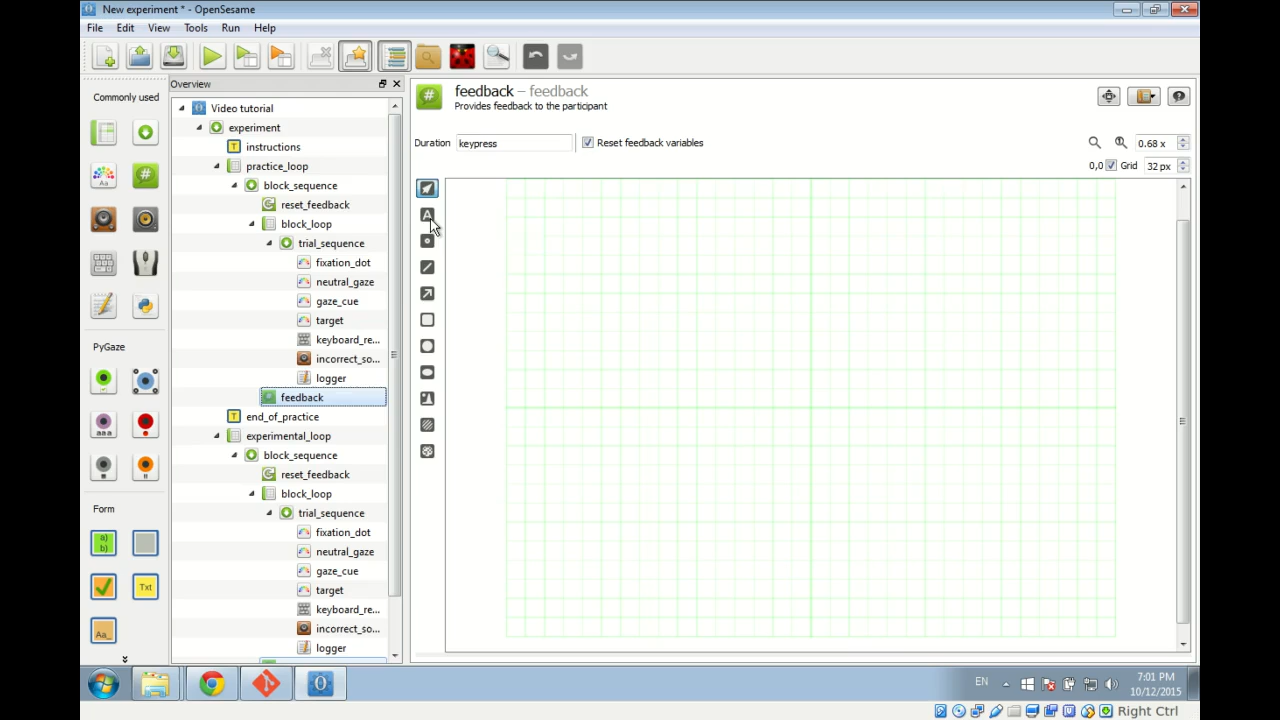 New experiment * - OpenSesame
File Edit View Tools Run Help
Commonly used
PyGaze
Form
a)
b)
Txt
Aa_
Overview
Video tutorial
experiment
instructions
practice_loop
block_sequence
reset_feedback
block_loop
trial_sequence
fixation_dot
neutral_gaze
gaze_cue
target
keyboard_re...
incorrect_so...
logger
feedback
end_of_practice
experimental_loop
block_sequence
reset_feedback
block_loop
trial_sequence
fixation_dot
neutral_gaze
gaze_cue
target
keyboard_re...
incorrect_so...
logger
feedback – feedback
Provides feedback to the participant
Duration keypress Reset feedback variables 0.68 x
0,0 Grid 32 px
EN
7:01 PM
10/12/2015
Right Ctrl